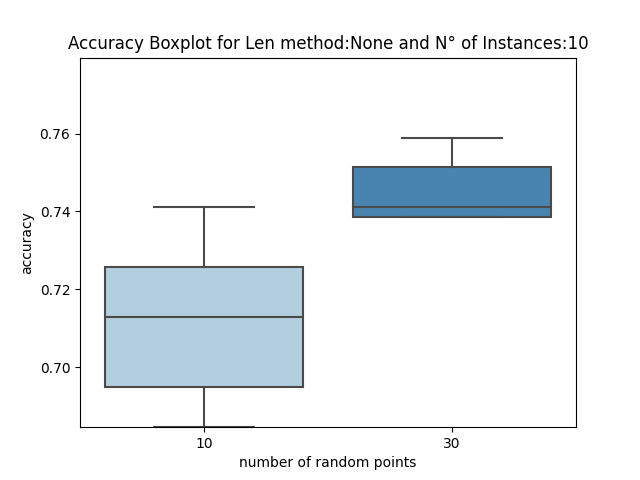 Accuracy Boxplot for Len method:None and N° of Instances:10
0.76
0.74
0.72
0.70
accuracy
10
30
number of random points